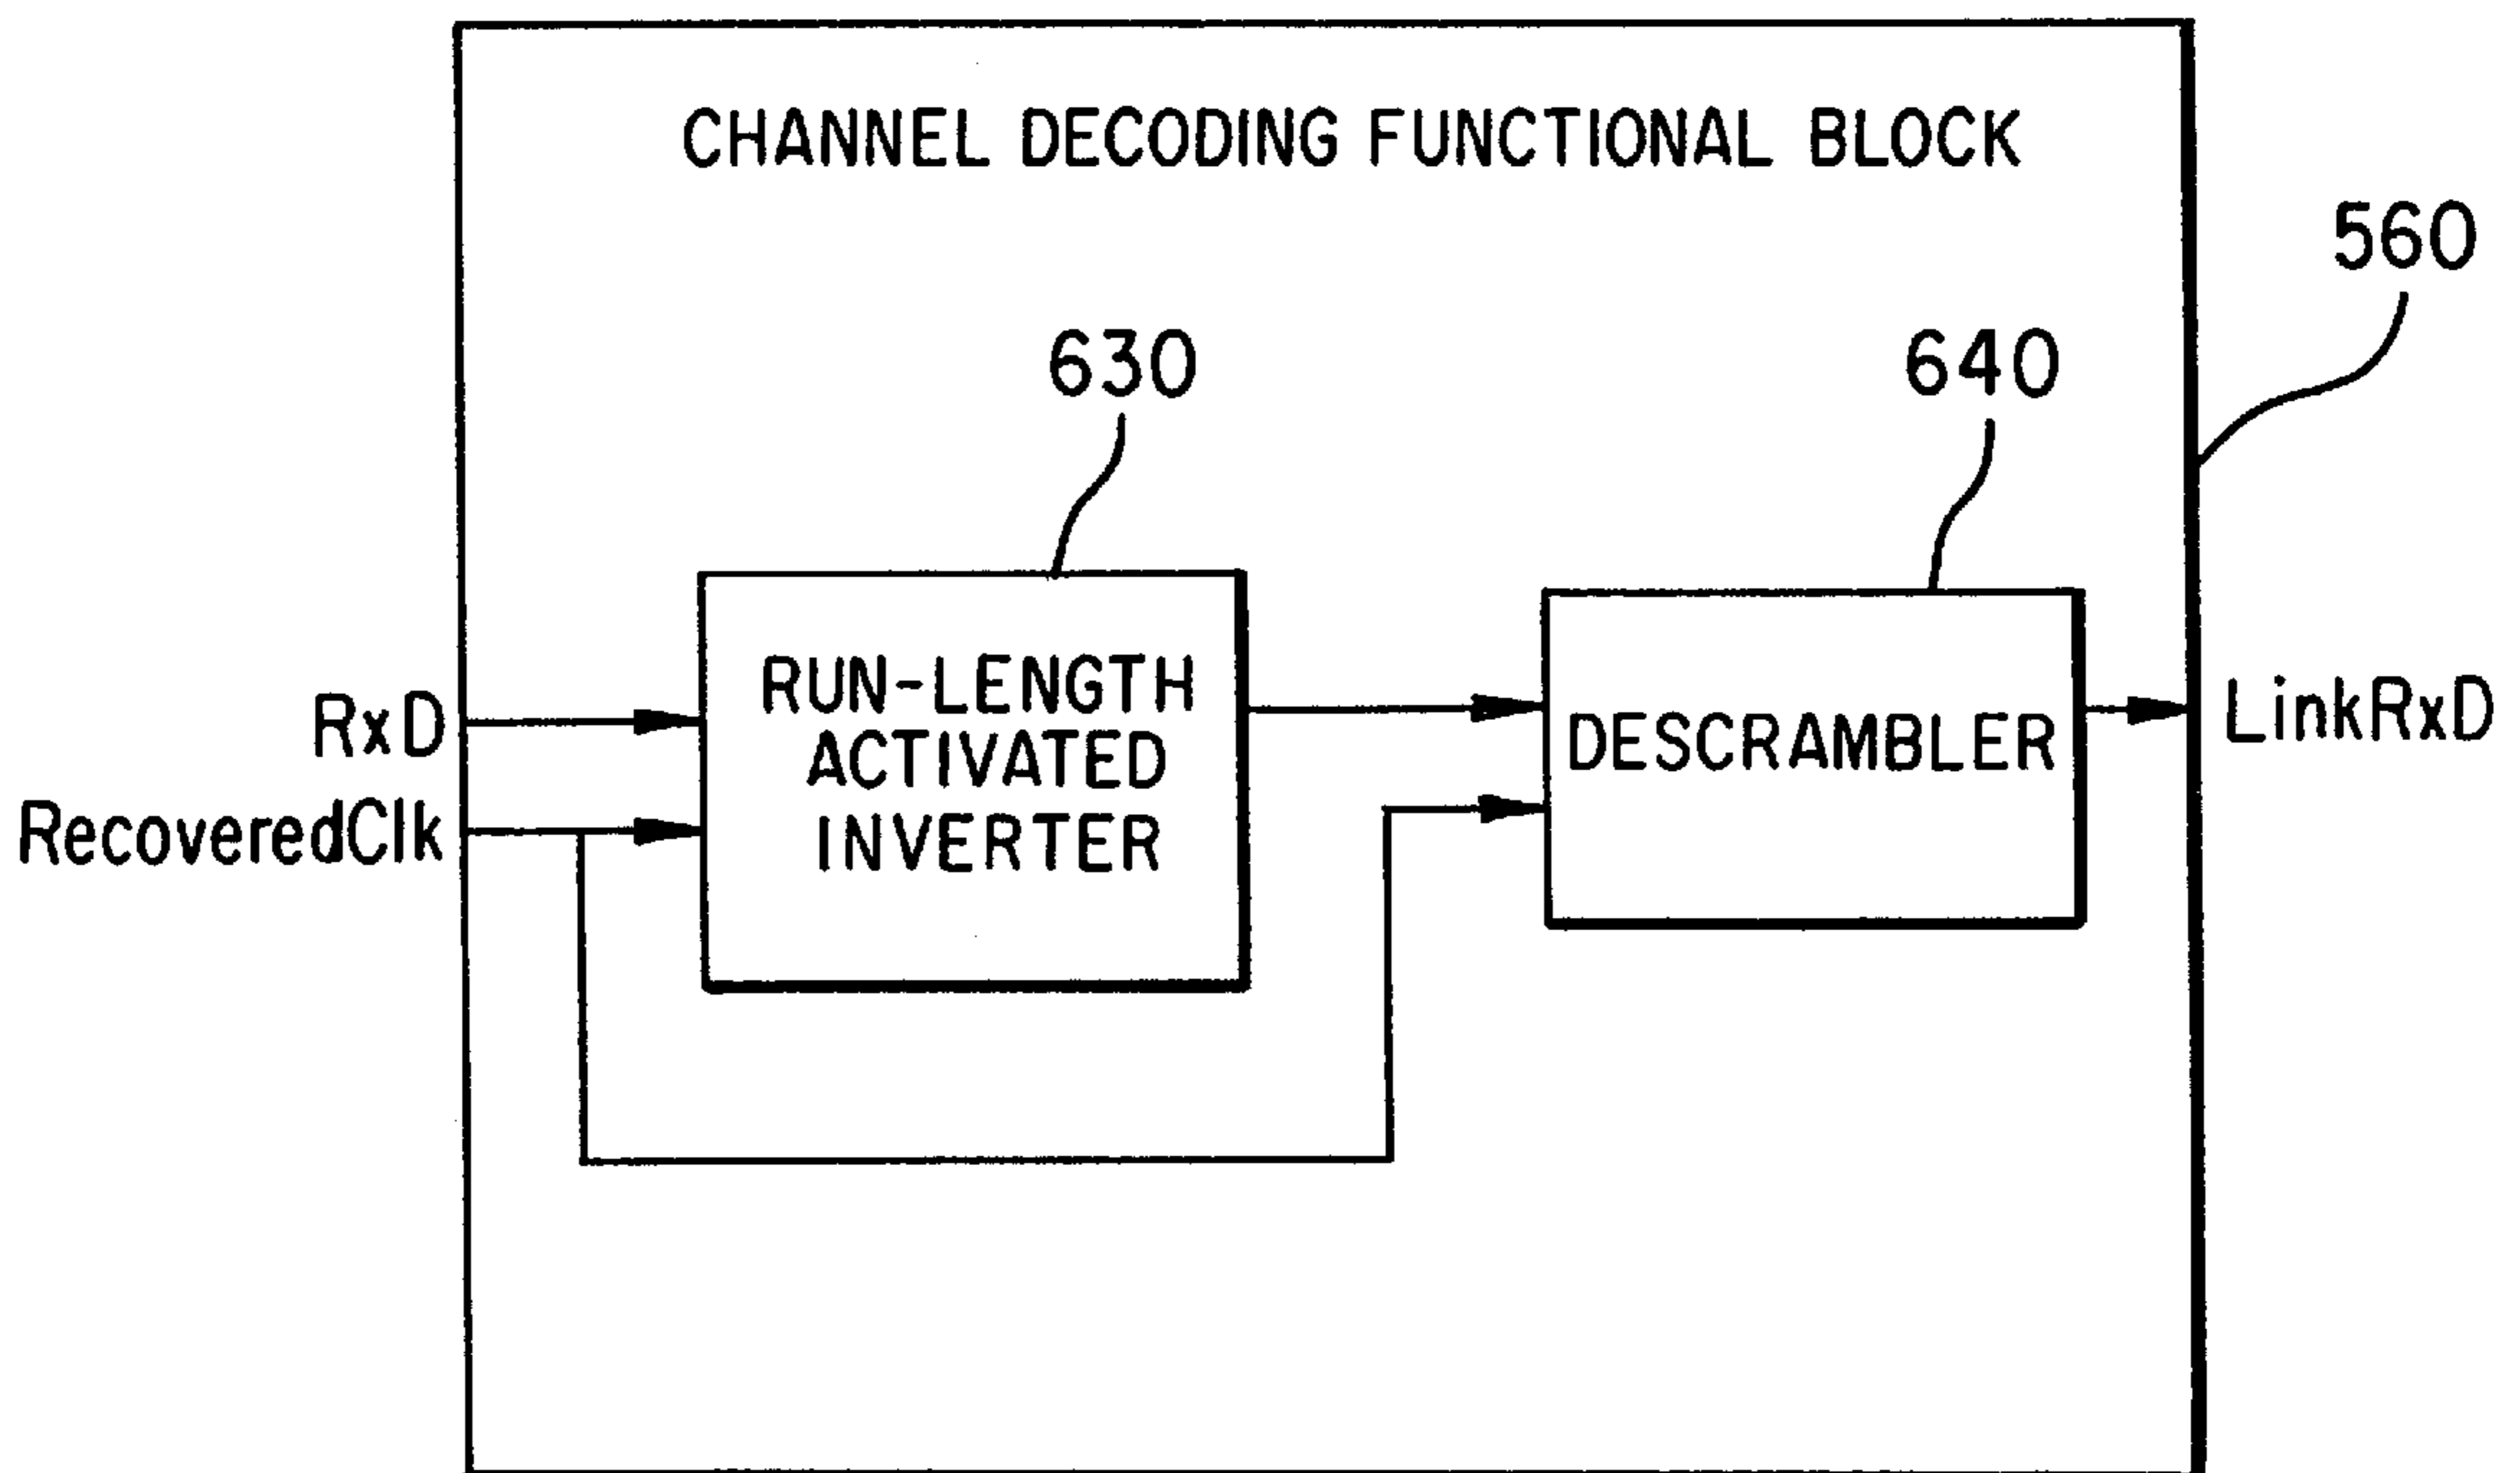 CHANNEL DECODING FUNCTIONAL BLOCK
560
630
640
RUN-LENGTH
ACTIVATED
INVERTER
DESCRAMBLER
RxD
RecoveredClk
LinkRxD